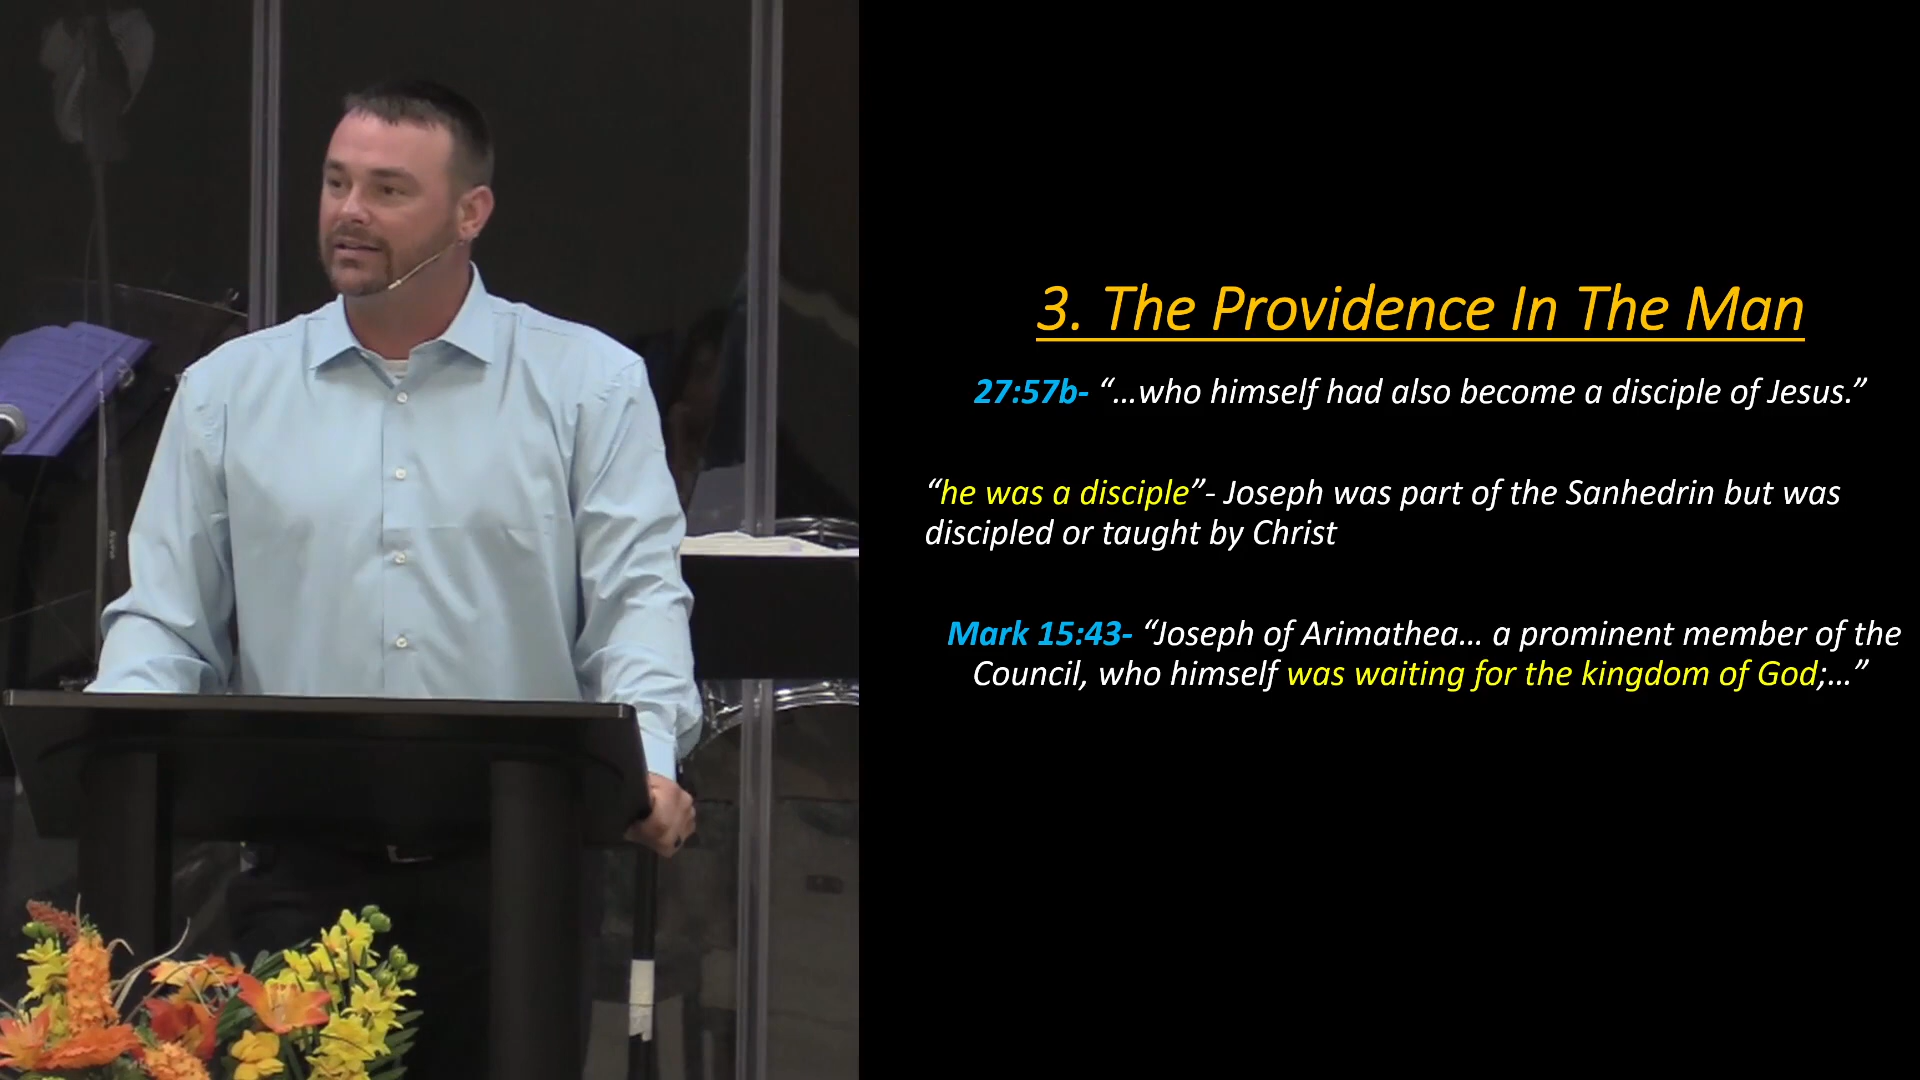 3. The Providence In The Man
27:57b- “…who himself had also become a disciple of Jesus.”
“he was a disciple”- Joseph was part of the Sanhedrin but was
discipled or taught by Christ
Mark 15:43- “Joseph of Arimathea… a prominent member of the
Council, who himself was waiting for the kingdom of God;…”